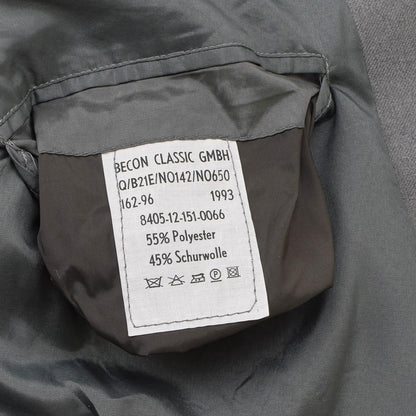 BECON CLASSIC GMBH
Q/B21E/NO142/NO650
162-96 1993
8405-12-151-0066
55% Polyester
45% Schurwolle
P